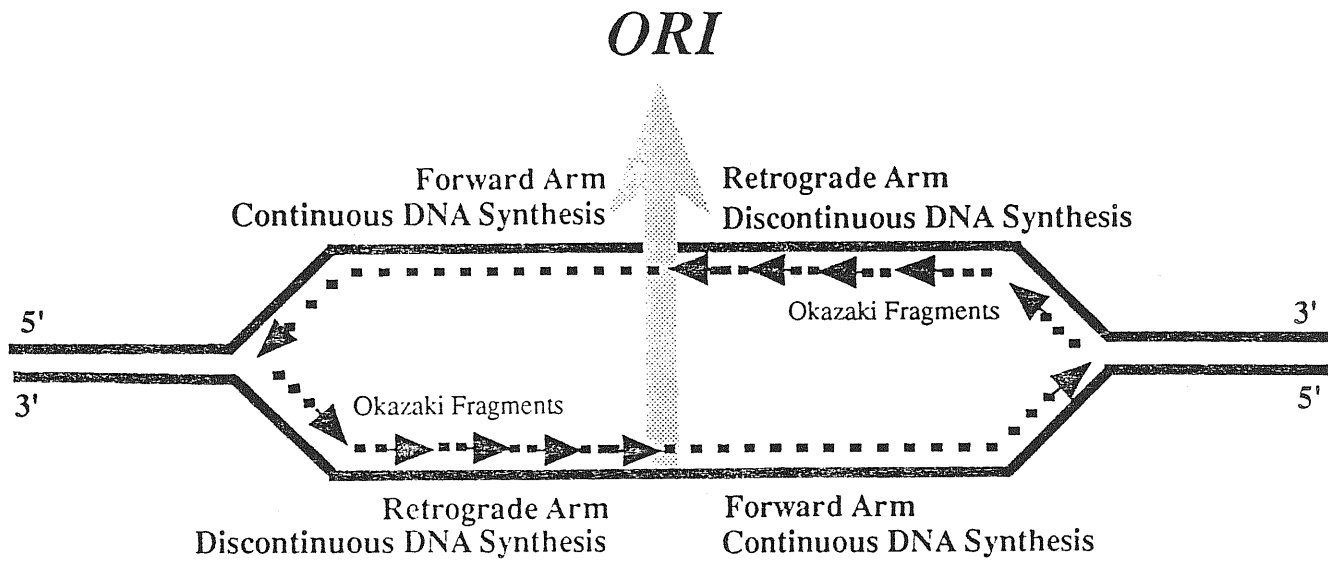 ORI
Forward Arm
Continuous DNA Synthesis
Retrograde Arm
Discontinuous DNA Synthesis
Okazaki Fragments
5'
3'
3'
5'
Okazaki Fragments
Retrograde Arm
Discontinuous DNA Synthesis
Forward Arm
Continuous DNA Synthesis